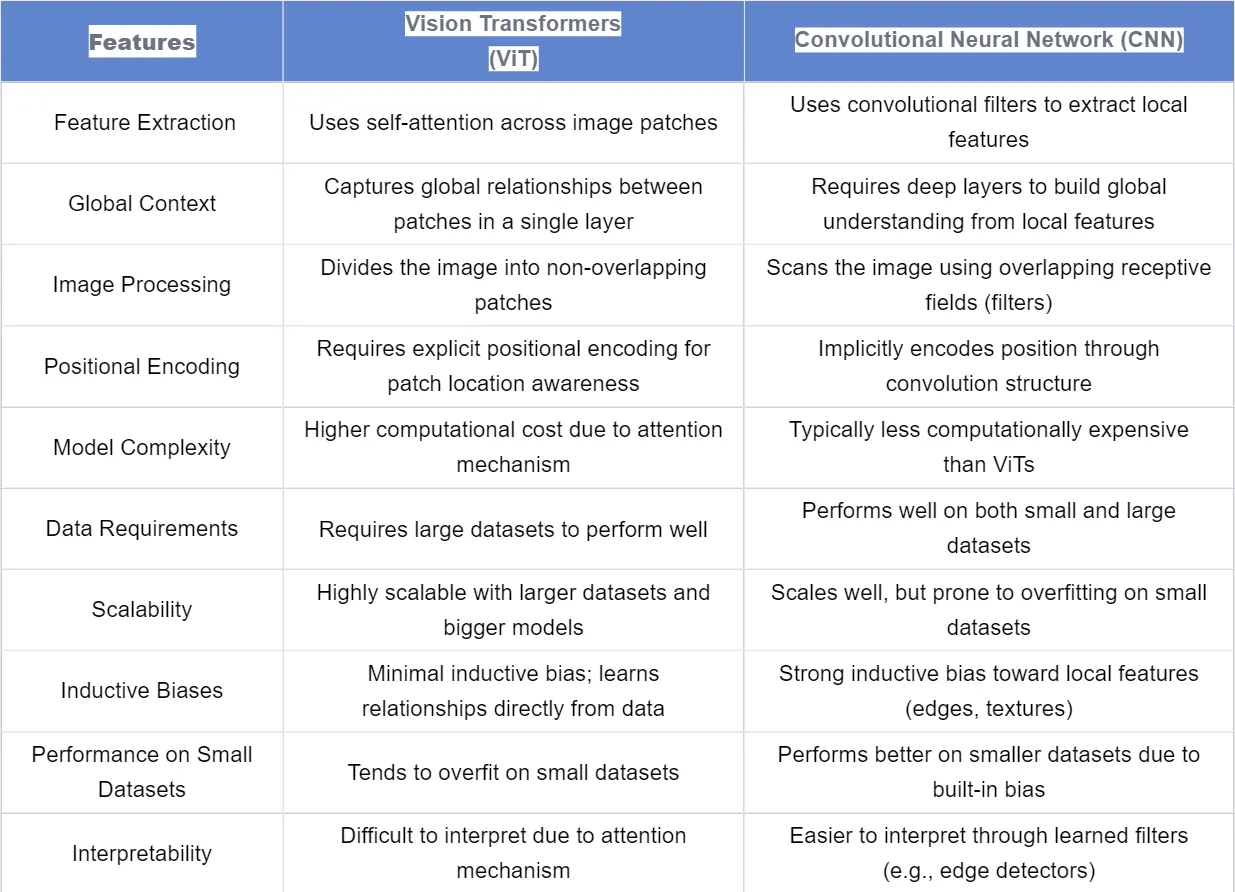 Features
Vision Transformers
(ViT)
Convolutional Neural Network (CNN)
Feature Extraction
Uses self-attention across image patches
Uses convolutional filters to extract local
features
Global Context
Captures global relationships between
patches in a single layer
Requires deep layers to build global
understanding from local features
Image Processing
Divides the image into non-overlapping
patches
Scans the image using overlapping receptive
fields (filters)
Positional Encoding
Requires explicit positional encoding for
patch location awareness
Implicitly encodes position through
convolution structure
Model Complexity
Higher computational cost due to attention
mechanism
Typically less computationally expensive
than ViTs
Data Requirements
Requires large datasets to perform well
Performs well on both small and large
datasets
Scalability
Highly scalable with larger datasets and
bigger models
Scales well, but prone to overfitting on small
datasets
Inductive Biases
Minimal inductive bias; learns
relationships directly from data
Strong inductive bias toward local features
(edges, textures)
Performance on Small
Datasets
Tends to overfit on small datasets
Performs better on smaller datasets due to
built-in bias
Interpretability
Difficult to interpret due to attention
mechanism
Easier to interpret through learned filters
(e.g., edge detectors)